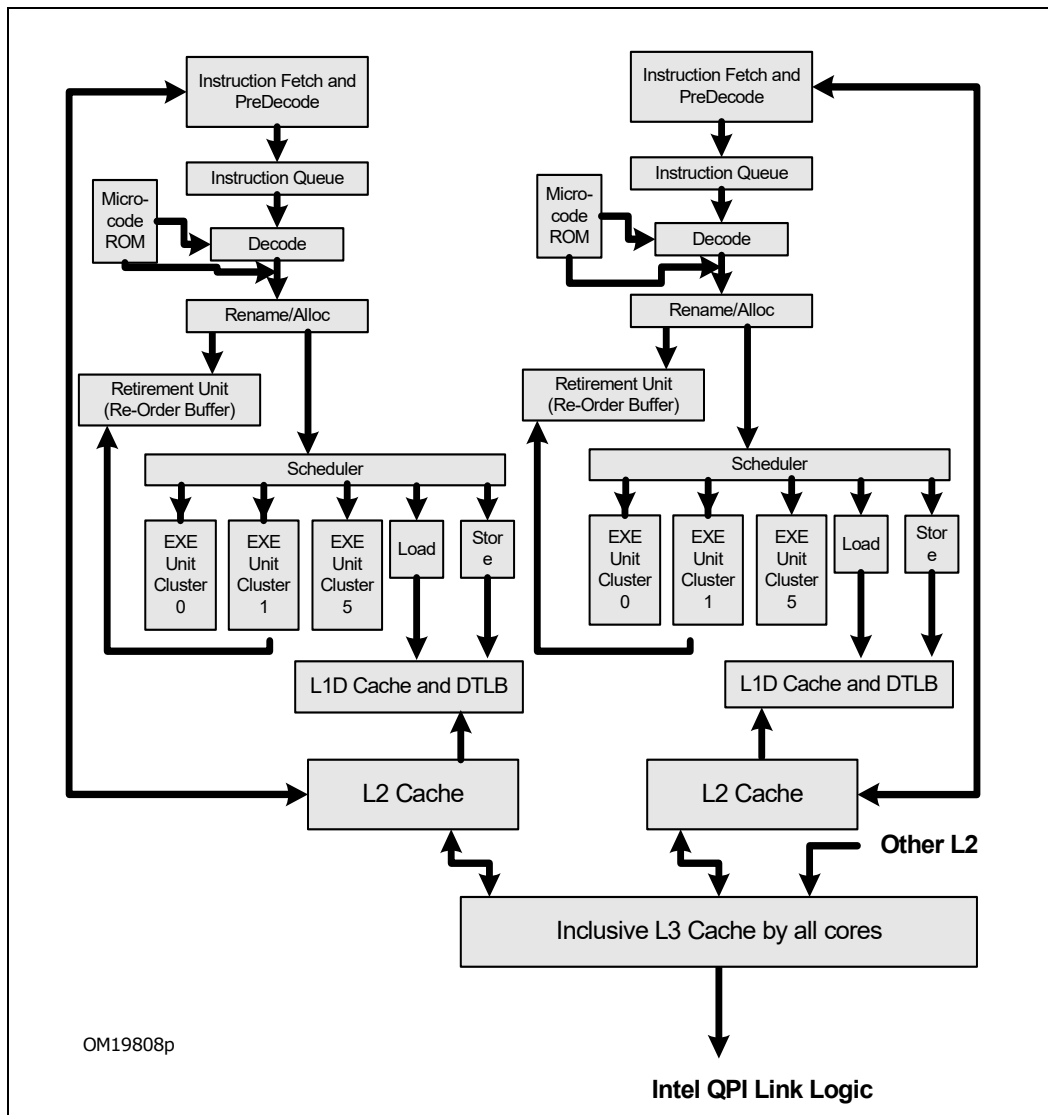 Instruction Fetch and
PreDecode
Instruction Queue
Micro-
code
ROM
Decode
Rename/Alloc
Retirement Unit
(Re-Order Buffer)
Scheduler
EXE
Unit
Cluster
0
EXE
Unit
Cluster
1
EXE
Unit
Cluster
5
Load
Stor
e
L1D Cache and DTLB
L2 Cache
Instruction Fetch and
PreDecode
Instruction Queue
Micro-
code
ROM
Decode
Rename/Alloc
Retirement Unit
(Re-Order Buffer)
Scheduler
EXE
Unit
Cluster
0
EXE
Unit
Cluster
1
EXE
Unit
Cluster
5
Load
Stor
e
L1D Cache and DTLB
L2 Cache
Other L2
Inclusive L3 Cache by all cores
OM19808p
Intel QPI Link Logic